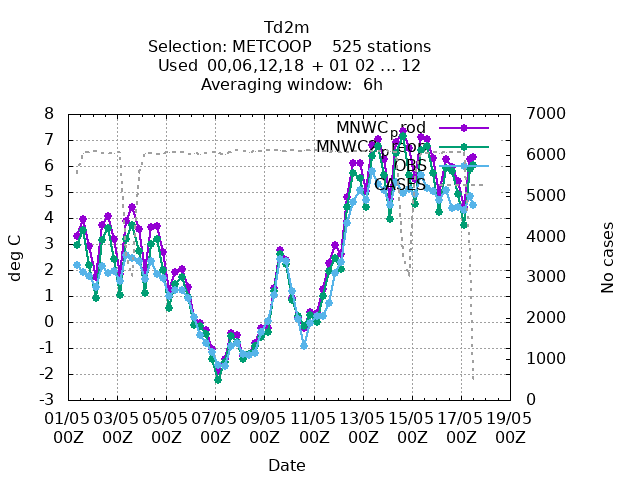 Td2m
Selection: METCOOP 525 stations
Used 00,06,12,18 + 01 02 ... 12
Averaging window: 6h
8 7000
7 6000
6 5000
5 4000
4 3000
3 2000
2 1000
1 0
0
-1
-2
-3
deg C
No cases
MNWC_prod
OBS
CASES
01/05 03/05 05/05 07/05 09/05 11/05 13/05 15/05 17/05 19/05
00Z 00Z 00Z 00Z 00Z 00Z 00Z 00Z 00Z 00Z
Date